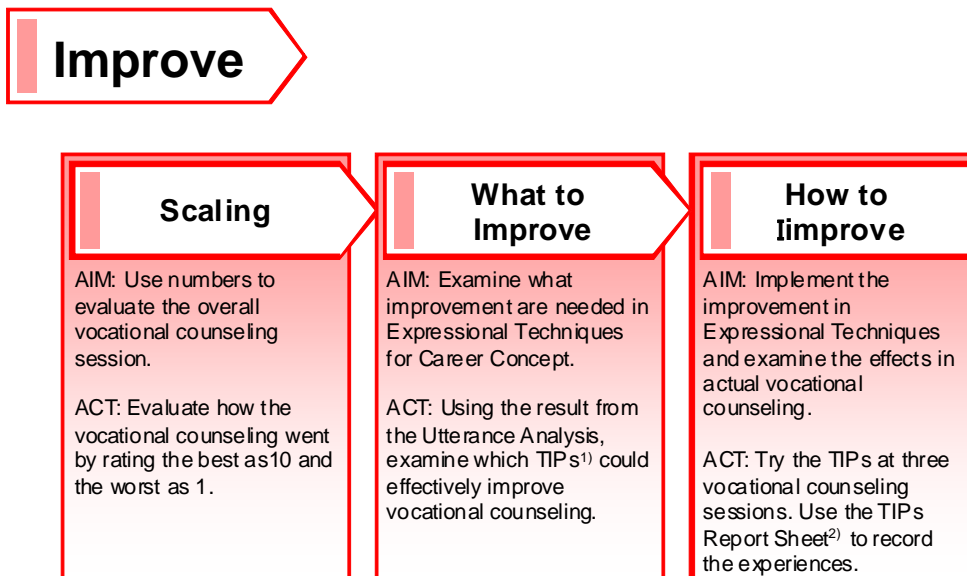 Improve
Scaling
AIM: Use numbers to
evaluate the overall
vocational counseling
session.
ACT: Evaluate how the
vocational counseling went
by rating the best as10 and
the worst as 1.
What to
Improve
AIM: Examine what
improvement are needed in
Expressional Techniques
for Career Concept.
ACT: Using the result from
the Utterance Analysis,
examine which TIPs¹⁾ could
effectively improve
vocational counseling.
How to
Iimprove
AIM: Implement the
improvement in
Expressional Techniques
and examine the effects in
actual vocational
counseling.
ACT: Try the TIPs at three
vocational counseling
sessions. Use the TIPs
Report Sheet²⁾ to record
the experiences.